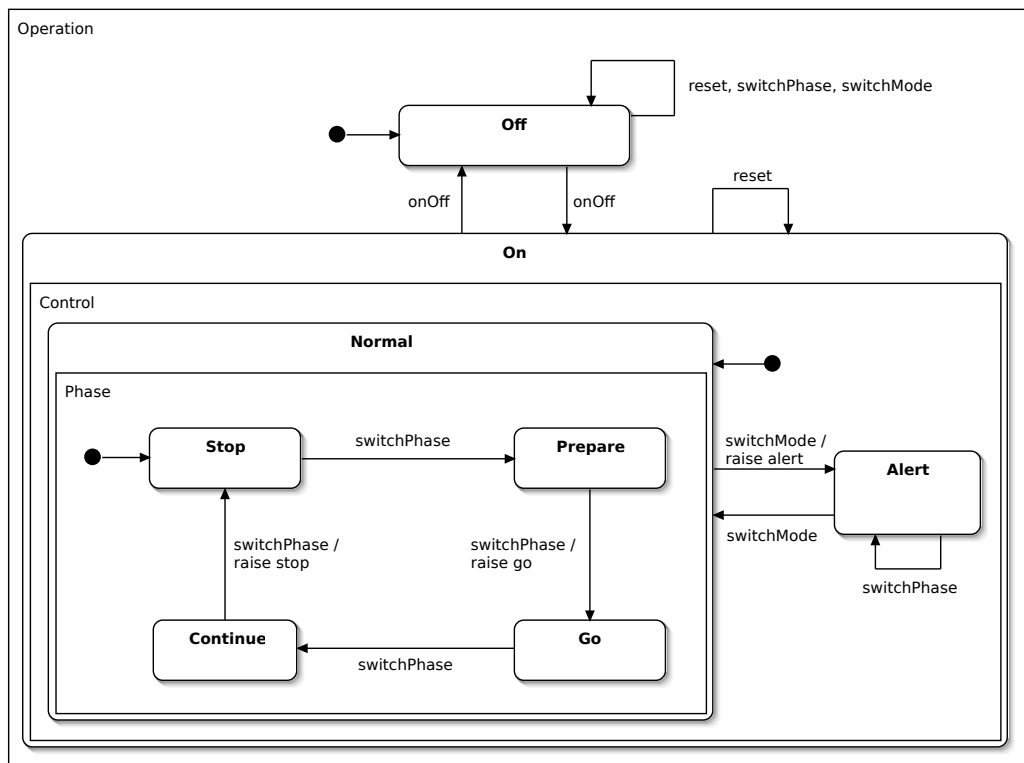 Operation
reset, switchPhase, switchMode
Off
reset
onOff
onOff
On
Control
Normal
Phase
Stop
switchPhase
Prepare
switchMode /
raise alert
Alert
switchMode
switchPhase /
raise stop
switchPhase /
raise go
switchPhase
Continue
Go
switchPhase